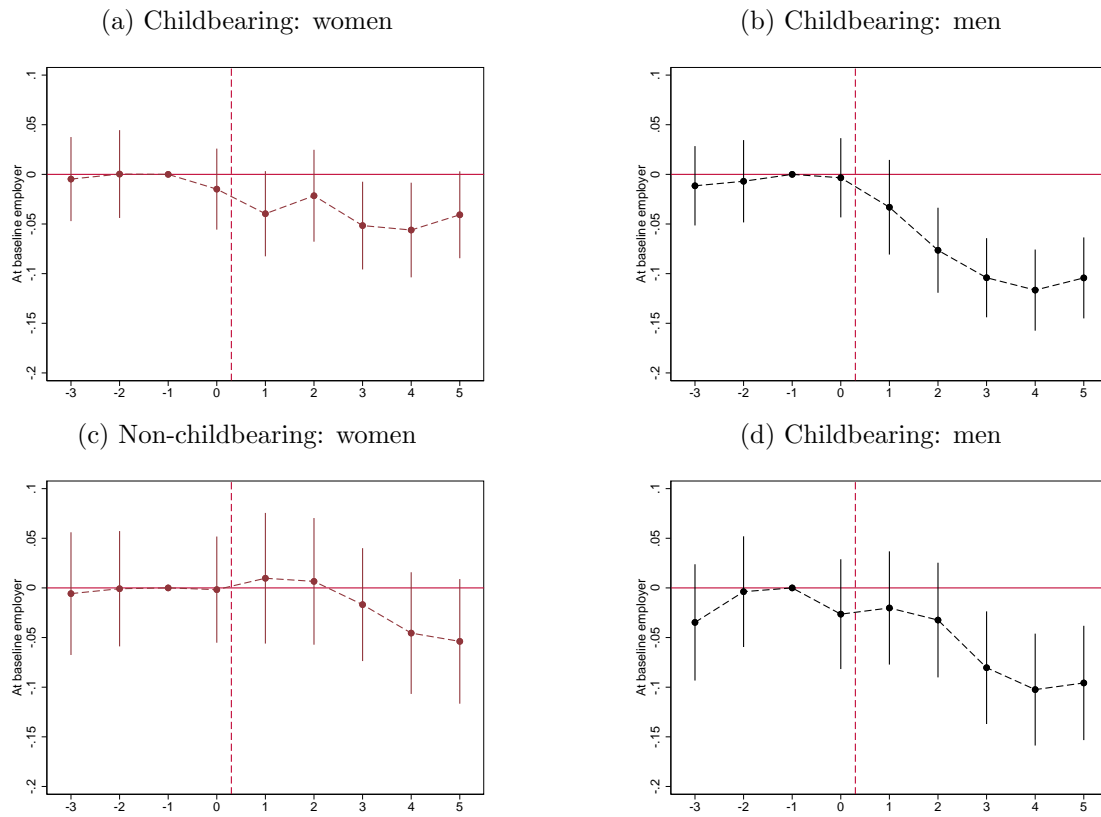 (a) Childbearing: women
(b) Childbearing: men
At baseline employer
.1
.05
0
-.05
-.1
-.15
-.2
-3 -2 -1 0 1 2 3 4 5
At baseline employer
.1
.05
0
-.05
-.1
-.15
-.2
-3 -2 -1 0 1 2 3 4 5
(c) Non-childbearing: women
(d) Childbearing: men
At baseline employer
.1
.05
0
-.05
-.1
-.15
-.2
-3 -2 -1 0 1 2 3 4 5
At baseline employer
.1
.05
0
-.05
-.1
-.15
-.2
-3 -2 -1 0 1 2 3 4 5